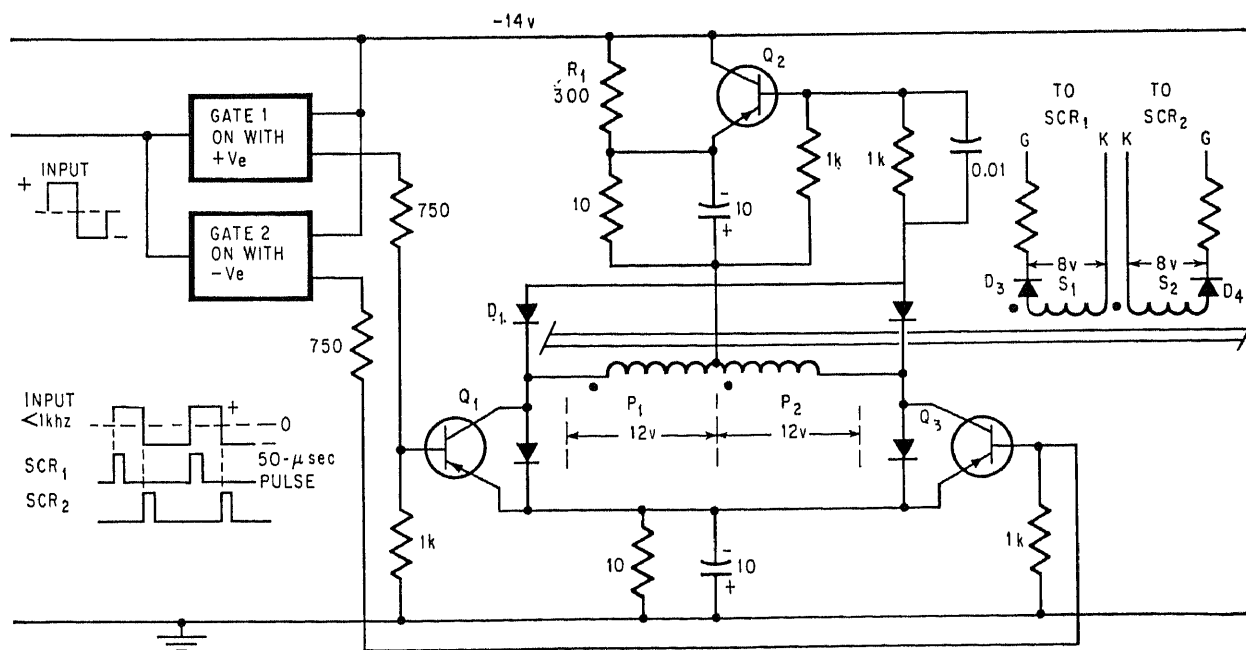 -14v
GATE 1
ON WITH
+Ve
INPUT
+
-
GATE 2
ON WITH
-Ve
750
750
R1
300
Q2
10
10
-
+
1k
1k
0.01
TO
SCR1
TO
SCR2
G
K
K
G
8v
S1
8v
S2
D3
D4
D1
Q1
P1
12v
P2
12v
Q3
INPUT
<1khz
+
0
-
SCR1
50-μsec
PULSE
SCR2
1k
10
-
10
+
1k